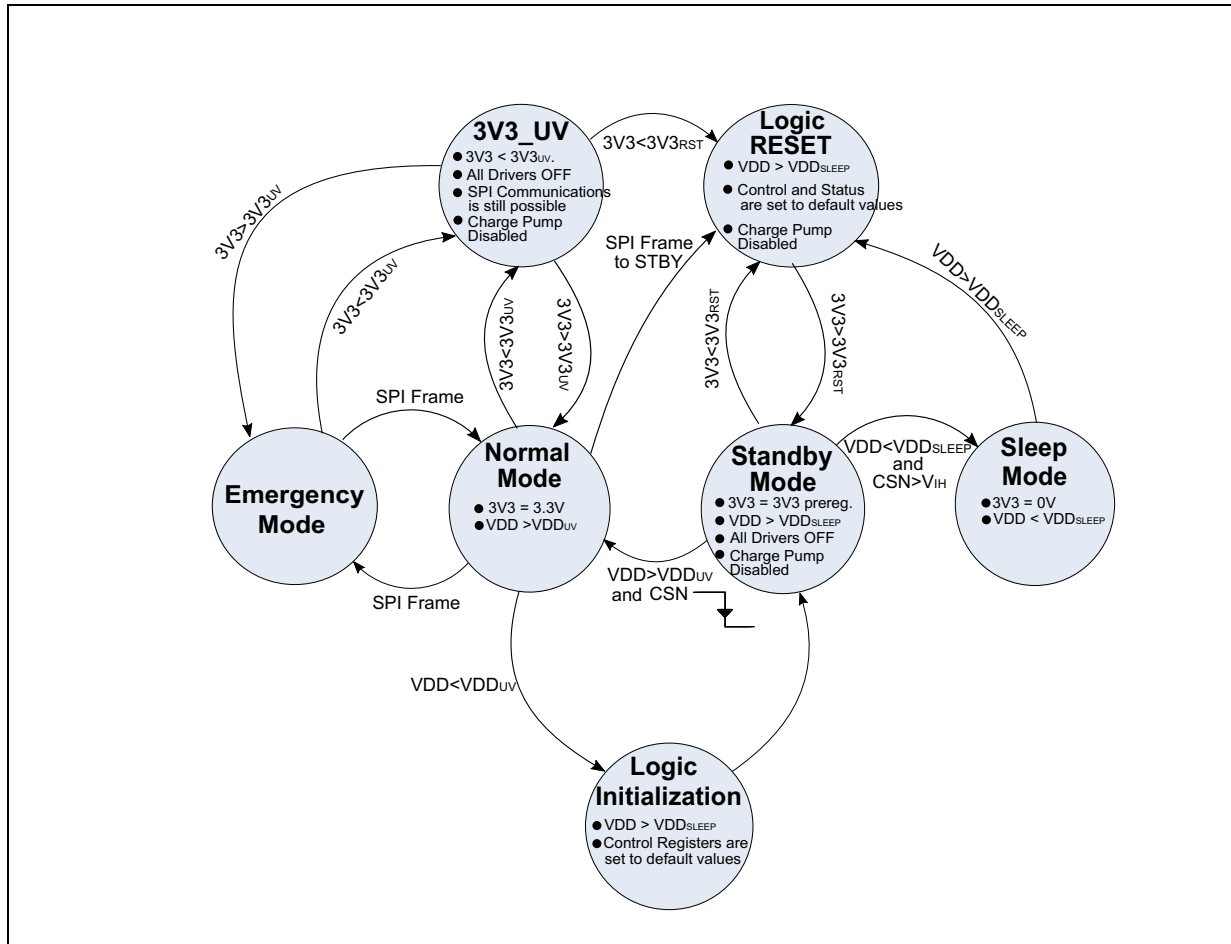 3V3_UV
● 3V3 < 3V3UV.
● All Drivers OFF
● SPI Communications
is still possible
● Charge Pump
Disabled
3V3<3V3RST
Logic
RESET
● VDD > VDDSLEEP
● Control and Status
are set to default values
● Charge Pump
Disabled
3V3>3V3UV
3V3<3V3UV
3V3<3V3UV
3V3>3V3UV
SPI Frame
to STBY
3V3<3V3RST
3V3>3V3RST
VDD>VDDSLEEP
SPI Frame
Emergency
Mode
SPI Frame
Normal
Mode
● 3V3 = 3.3V
● VDD >VDDUV
Standby
Mode
● 3V3 = 3V3 prereg.
● VDD > VDDSLEEP
● All Drivers OFF
● Charge Pump
Disabled
VDD<VDDSLEEP
and
CSN>VIH
Sleep
Mode
● 3V3 = 0V
● VDD < VDDSLEEP
VDD>VDDUV
and CSN
VDD<VDDUV
Logic
Initialization
● VDD > VDDSLEEP
● Control Registers are
set to default values